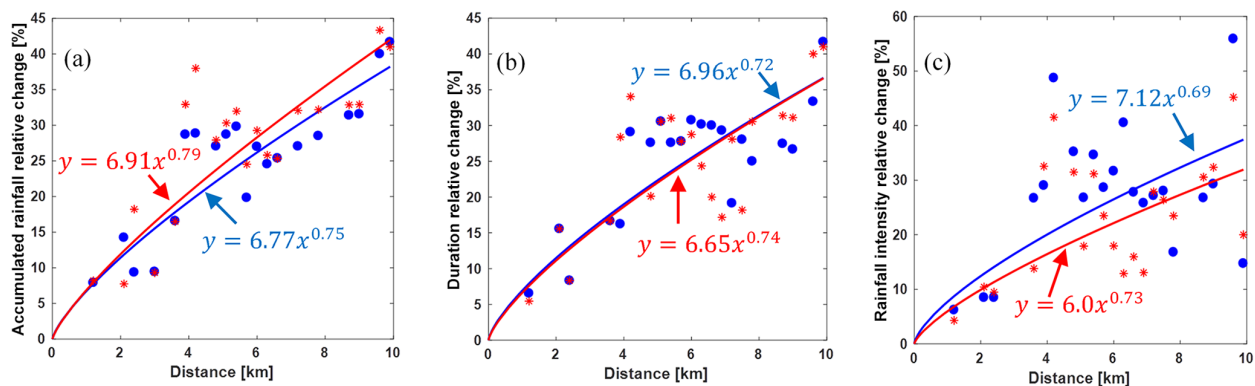 (a)
Accumulated rainfall relative change [%]
45
40
35
30
25
20
15
10
5
0
y = 6.91x^0.79
y = 6.77x^0.75
0 2 4 6 8 10
Distance [km]
(b)
Duration relative change [%]
45
40
35
30
25
20
15
10
5
0
y = 6.96x^0.72
y = 6.65x^0.74
0 2 4 6 8 10
Distance [km]
(c)
Rainfall intensity relative change [%]
60
50
40
30
20
10
0
y = 7.12x^0.69
y = 6.0x^0.73
0 2 4 6 8 10
Distance [km]